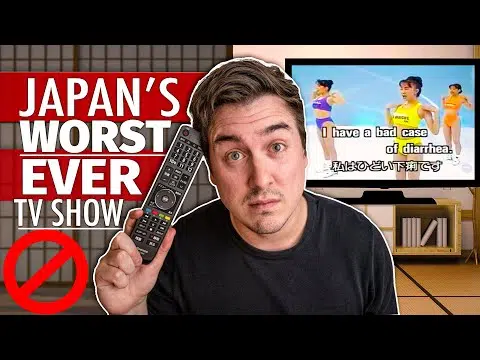 JAPAN'S
WORST
EVER
TV SHOW
I have a bad case
of diarrhea.
私はひどい下痢です